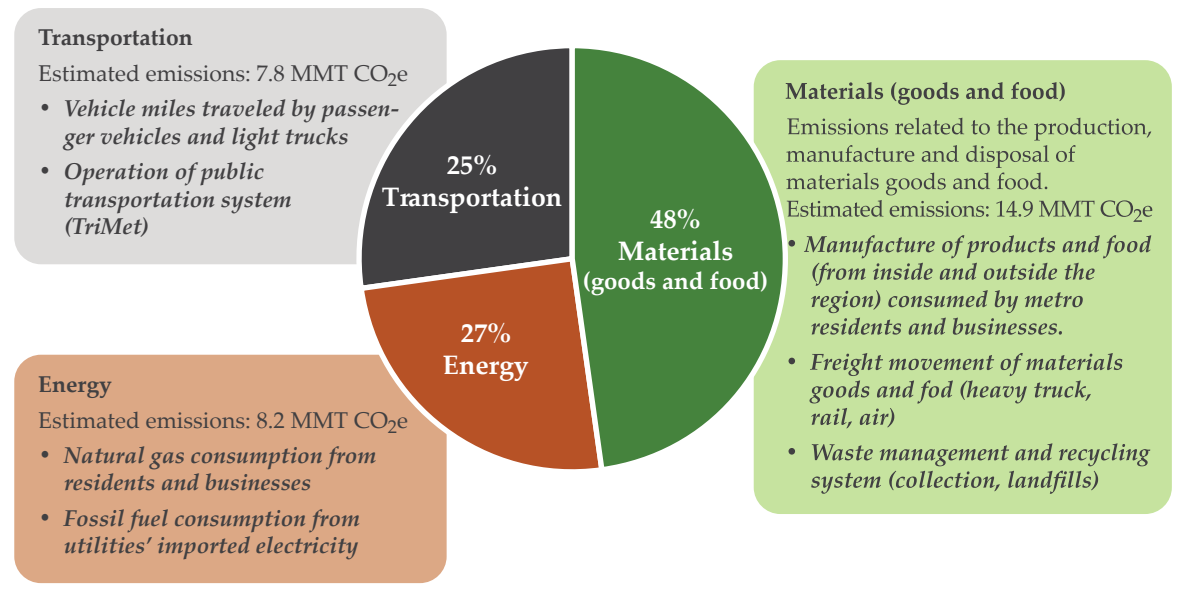 Transportation
Estimated emissions: 7.8 MMT CO₂e
• Vehicle miles traveled by passen-
ger vehicles and light trucks
• Operation of public
transportation system
(TriMet)
25%
Transportation
48%
Materials
(goods and food)
27%
Energy
Materials (goods and food)
Emissions related to the production,
manufacture and disposal of
materials goods and food.
Estimated emissions: 14.9 MMT CO₂e
• Manufacture of products and food
(from inside and outside the
region) consumed by metro
residents and businesses.
• Freight movement of materials
goods and fod (heavy truck,
rail, air)
• Waste management and recycling
system (collection, landfills)
Energy
Estimated emissions: 8.2 MMT CO₂e
• Natural gas consumption from
residents and businesses
• Fossil fuel consumption from
utilities’ imported electricity